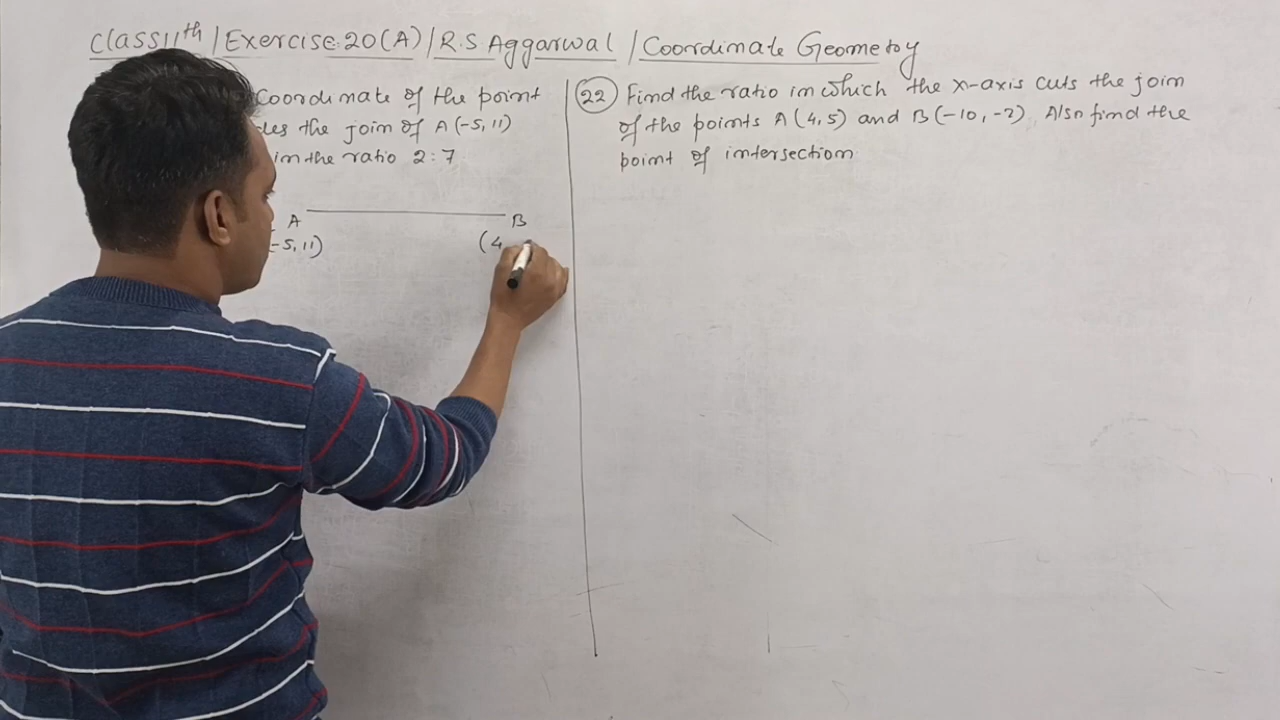 Class 11th / Exercise.20(A) / R.S Aggarwal / Coordinate Geometry
Coordinate of the point
des the join of A(-5, 11)
in the ratio 2:7
A B
-5, 11) (4
(22) Find the ratio in which the x-axis cuts the join
of the points A (4, 5) and B (-10, -2). Also find the
point of intersection